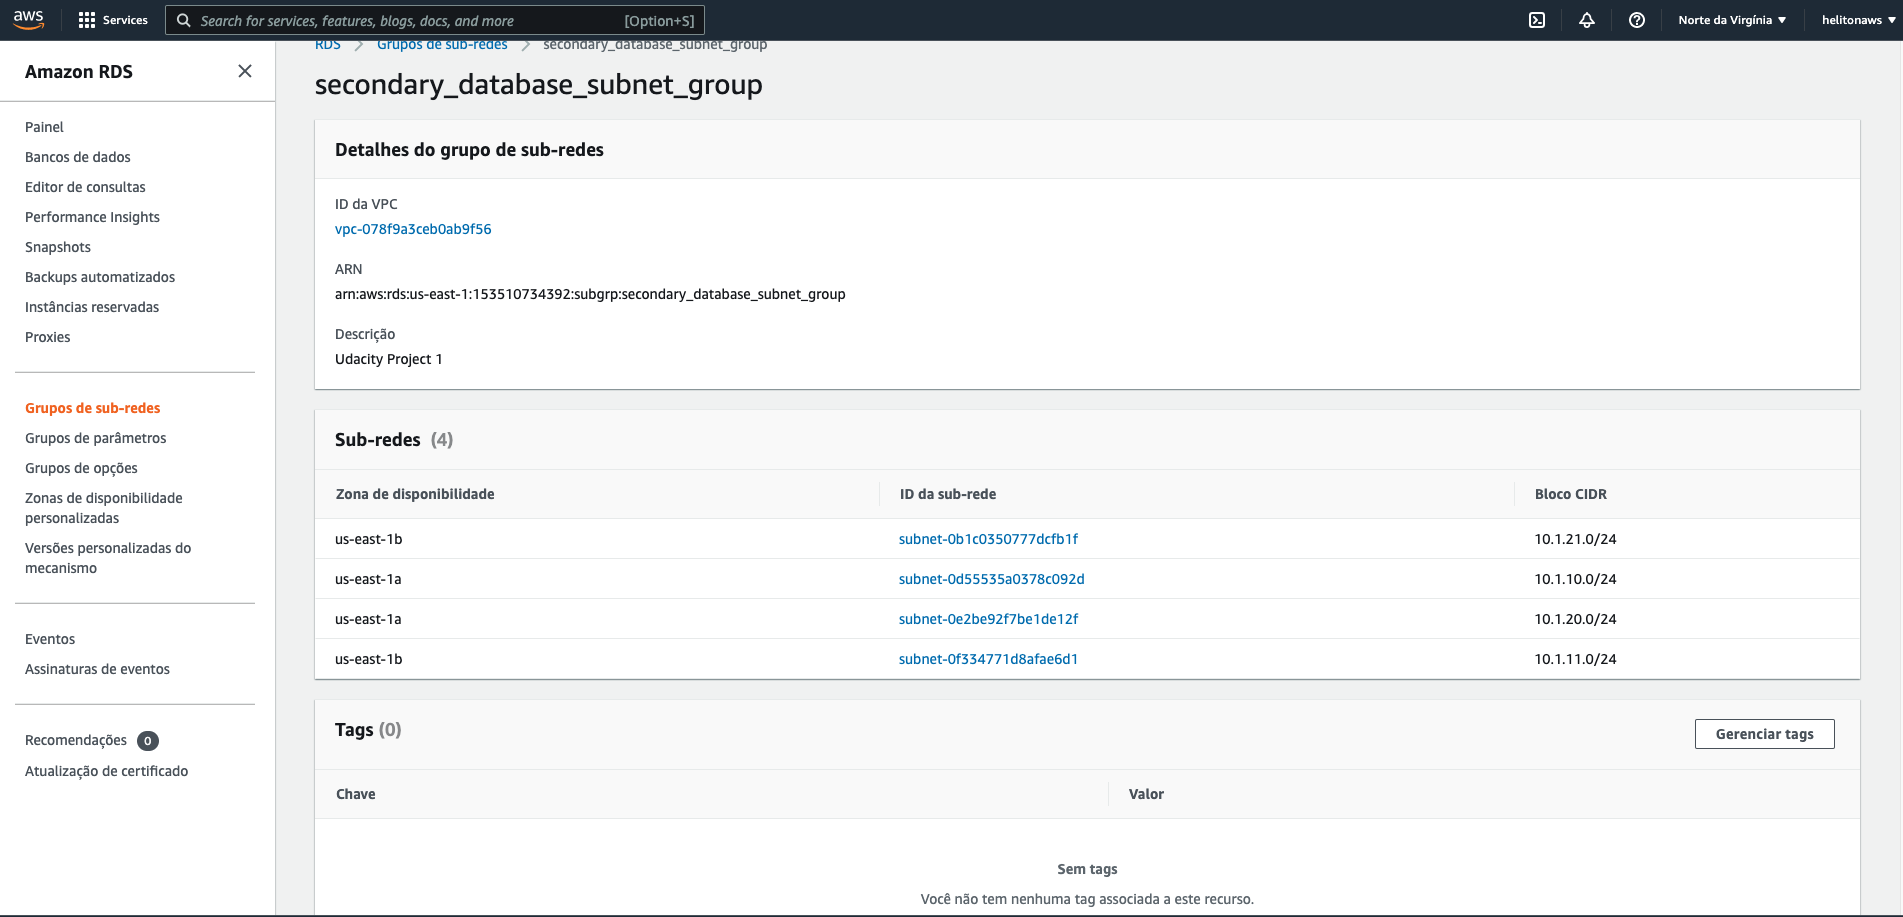 aws
Services
Search for services, features, blogs, docs, and more [Option+S]
Norte da Virgínia ▼
helitonaws ▼
Amazon RDS
Painel
Bancos de dados
Editor de consultas
Performance Insights
Snapshots
Backups automatizados
Instâncias reservadas
Proxies
Grupos de sub-redes
Grupos de parâmetros
Grupos de opções
Zonas de disponibilidade
personalizadas
Versões personalizadas do
mecanismo
Eventos
Assinaturas de eventos
Recomendações 0
Atualização de certificado
RDS > Grupos de sub-redes > secondary_database_subnet_group
secondary_database_subnet_group
Detalhes do grupo de sub-redes
ID da VPC
vpc-078f9a3ceb0ab9f56
ARN
arn:aws:rds:us-east-1:153510734392:subgrp:secondary_database_subnet_group
Descrição
Udacity Project 1
Sub-redes (4)
Zona de disponibilidade ID da sub-rede Bloco CIDR
us-east-1b subnet-0b1c0350777dcfb1f 10.1.21.0/24
us-east-1a subnet-0d55535a0378c092d 10.1.10.0/24
us-east-1a subnet-0e2be92f7be1de12f 10.1.20.0/24
us-east-1b subnet-0f334771d8afae6d1 10.1.11.0/24
Tags (0)
Gerenciar tags
Chave Valor
Sem tags
Você não tem nenhuma tag associada a este recurso.